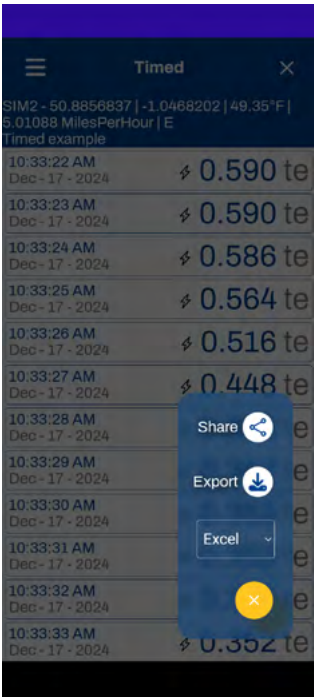 Timed
SIM2 - 50.8856837 | -1.0468202 | 49.35°F |
5.01088 MilesPerHour | E
Timed example
10:33:22 AM
Dec - 17 - 2024
0.590 te
10:33:23 AM
Dec - 17 - 2024
0.590 te
10:33:24 AM
Dec - 17 - 2024
0.586 te
10:33:25 AM
Dec - 17 - 2024
0.564 te
10:33:26 AM
Dec - 17 - 2024
0.516 te
10:33:27 AM
Dec - 17 - 2024
0.448 te
10:33:28 AM
Dec - 17 - 2024
e
10:33:29 AM
Dec - 17 - 2024
e
10:33:30 AM
Dec - 17 - 2024
e
10:33:31 AM
Dec - 17 - 2024
e
10:33:32 AM
Dec - 17 - 2024
e
10:33:33 AM
Dec - 17 - 2024
0.352 te
Share
Export
Excel